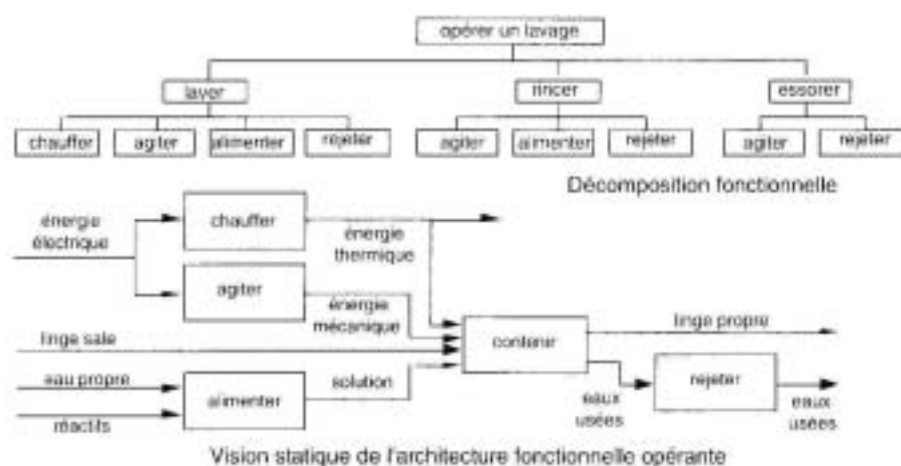 opérer un lavage
laver
rincer
essorer
chauffer
agiter
alimenter
rejeter
agiter
alimenter
rejeter
agiter
rejeter
Décomposition fonctionnelle
énergie
électrique
chauffer
énergie
thermique
agiter
énergie
mécanique
linge sale
contenir
linge propre
eau propre
réactifs
alimenter
solution
eaux
usées
rejeter
eaux
usées
Vision statique de l'architecture fonctionnelle opérante